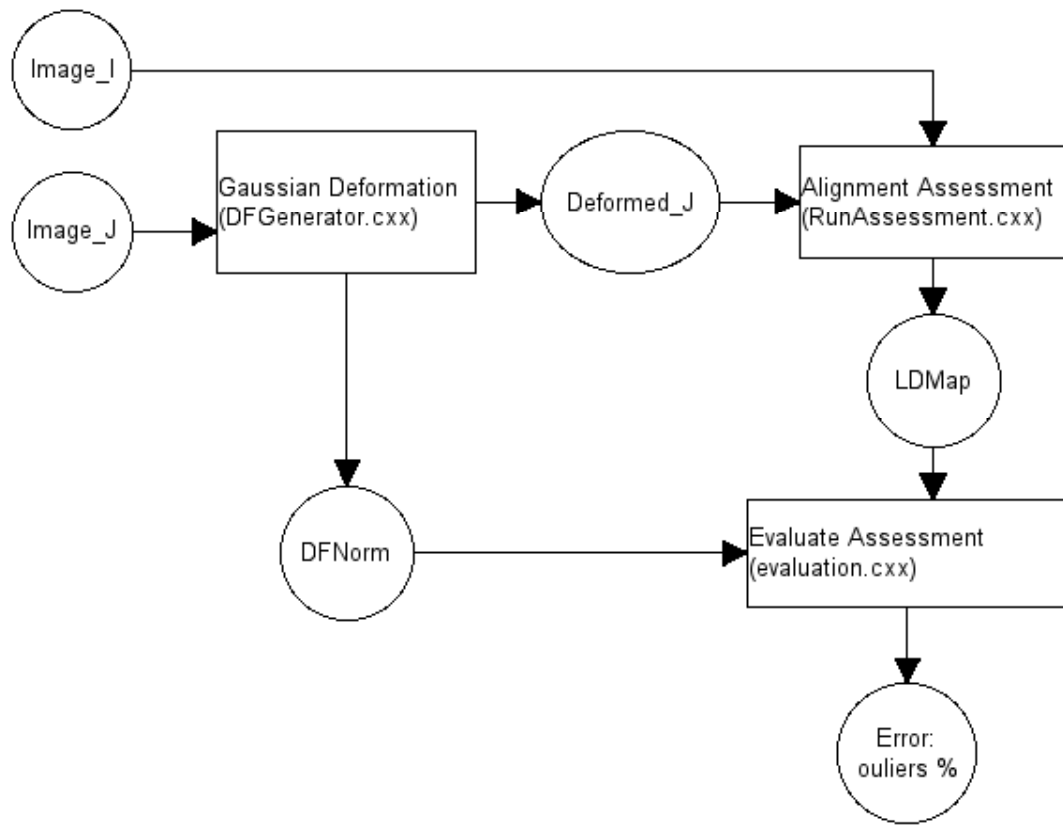 Image_I
Image_J
Gaussian Deformation
(DFGenerator.cxx)
Deformed_J
Alignment Assessment
(RunAssessment.cxx)
LDMap
DFNorm
Evaluate Assessment
(evaluation.cxx)
Error:
ouliers %